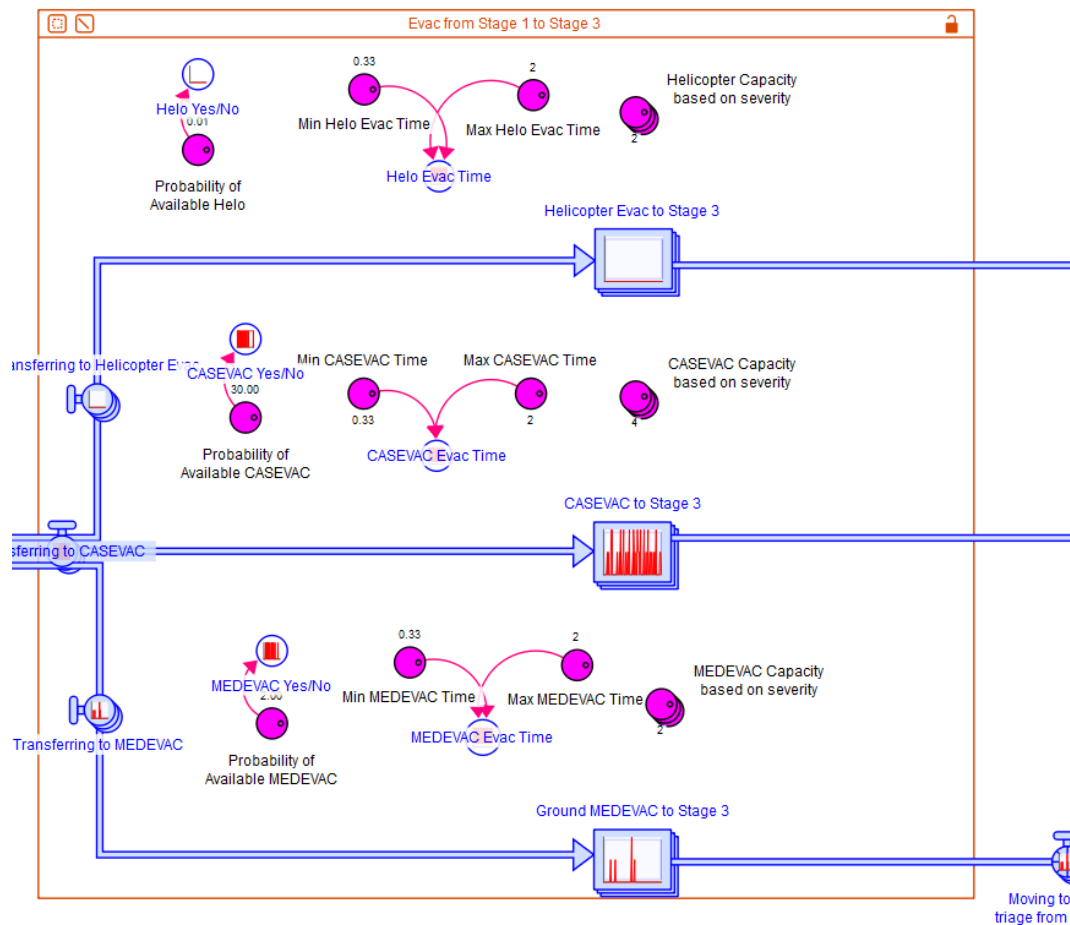 Evac from Stage 1 to Stage 3
Helo Yes/No
0.01
Probability of
Available Helo
0.33
Min Helo Evac Time
2
Max Helo Evac Time
Helo Evac Time
Helicopter Capacity
based on severity
2
Helicopter Evac to Stage 3
ansferring to Helicopter Evac
CASEVAC Yes/No
30.00
Probability of
Available CASEVAC
Min CASEVAC Time
0.33
Max CASEVAC Time
2
CASEVAC Evac Time
CASEVAC Capacity
based on severity
4
CASEVAC to Stage 3
sferring to CASEVAC
MEDEVAC Yes/No
2.00
Probability of
Available MEDEVAC
0.33
Min MEDEVAC Time
2
Max MEDEVAC Time
MEDEVAC Evac Time
MEDEVAC Capacity
based on severity
2
Transferring to MEDEVAC
Ground MEDEVAC to Stage 3
Moving to
triage from